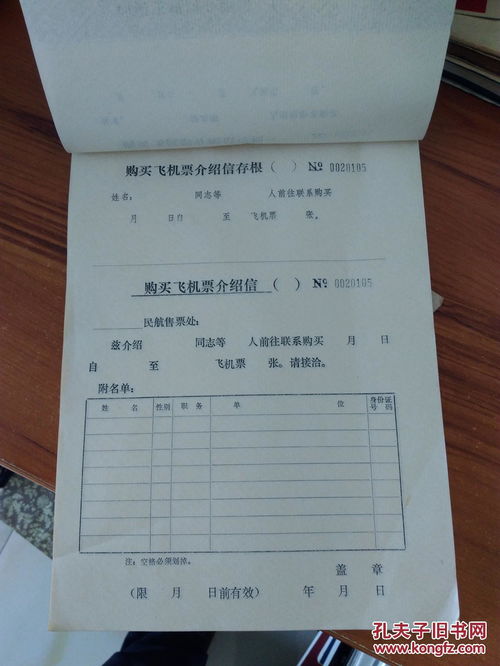 购买飞机票介绍信存根（ ） № 0020105
姓名： 同志等 人前往联系购买
月 日自 至 飞机票 张。
购买飞机票介绍信 （ ） № 0020105
民航售票处：
兹介绍 同志等 人前往联系购买 月 日
自 至 飞机票 张。请接洽。
附名单：
姓 名 性别 职 务 单 位 身份证号 码
注：空格必须划掉。
盖 章
（限 月 日前有效） 年 月 日
孔夫子旧书网
www.kongfz.com